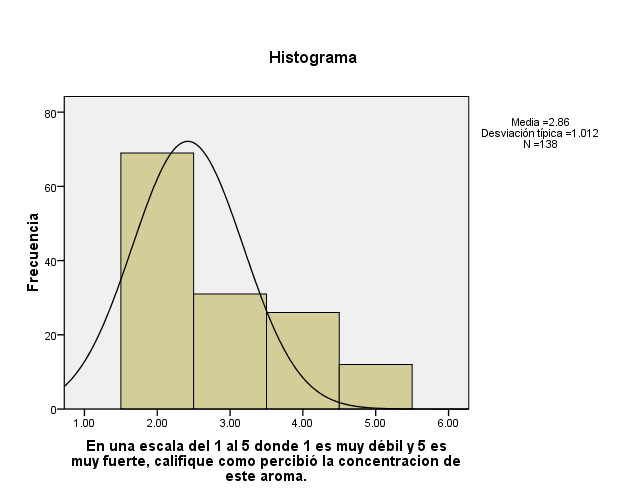 Histograma
Media =2.86
Desviación típica =1.012
N =138
80
60
40
20
0
Frecuencia
1.00 2.00 3.00 4.00 5.00 6.00
En una escala del 1 al 5 donde 1 es muy débil y 5 es
muy fuerte, califique como percibió la concentracion de
este aroma.